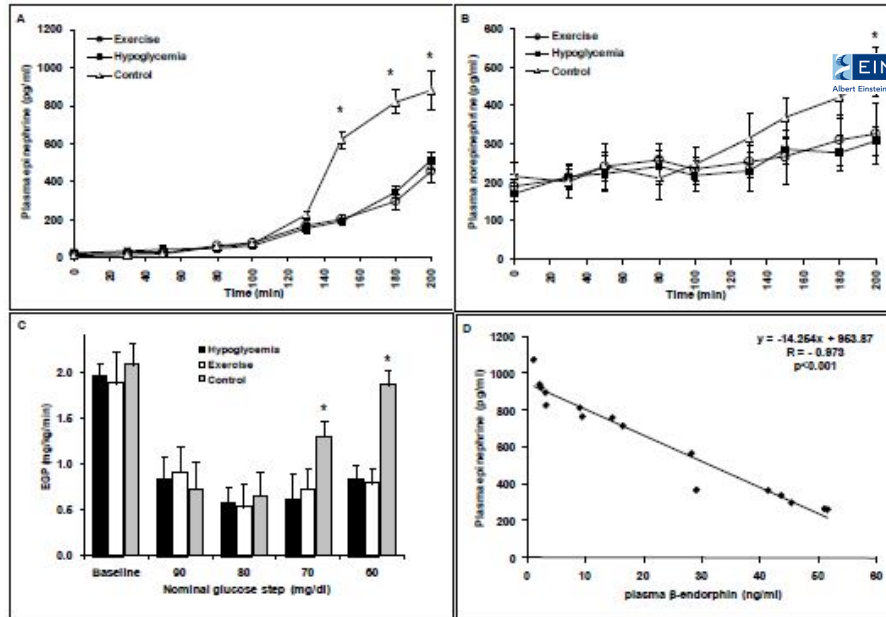 A
Plasma epinephrine (pg/ml)
1200
1000
800
600
400
200
0
Exercise
Hypoglycemia
Control
*
*
*
0
20
40
60
80
100
120
140
160
180
200
Time (min)
B
Plasma norepinephrine (pg/ml)
600
500
400
300
200
100
0
Exercise
Hypoglycemia
Control
*
EIN
Albert Einstein
0
20
40
60
80
100
120
140
160
180
200
Time (min)
C
EGP (mg/kg/min)
2.0
1.5
0.0
Hypoglycemia
Exercise
Control
*
*
Baseline
90
80
70
60
Nominal glucose step (mg/dl)
D
Plasma epinephrine (pg/ml)
1200
1000
800
600
400
200
0
y = -14.254x + 953.87
R = - 0.973
p<0.001
0
10
20
30
40
50
60
plasma β-endorphin (ng/ml)